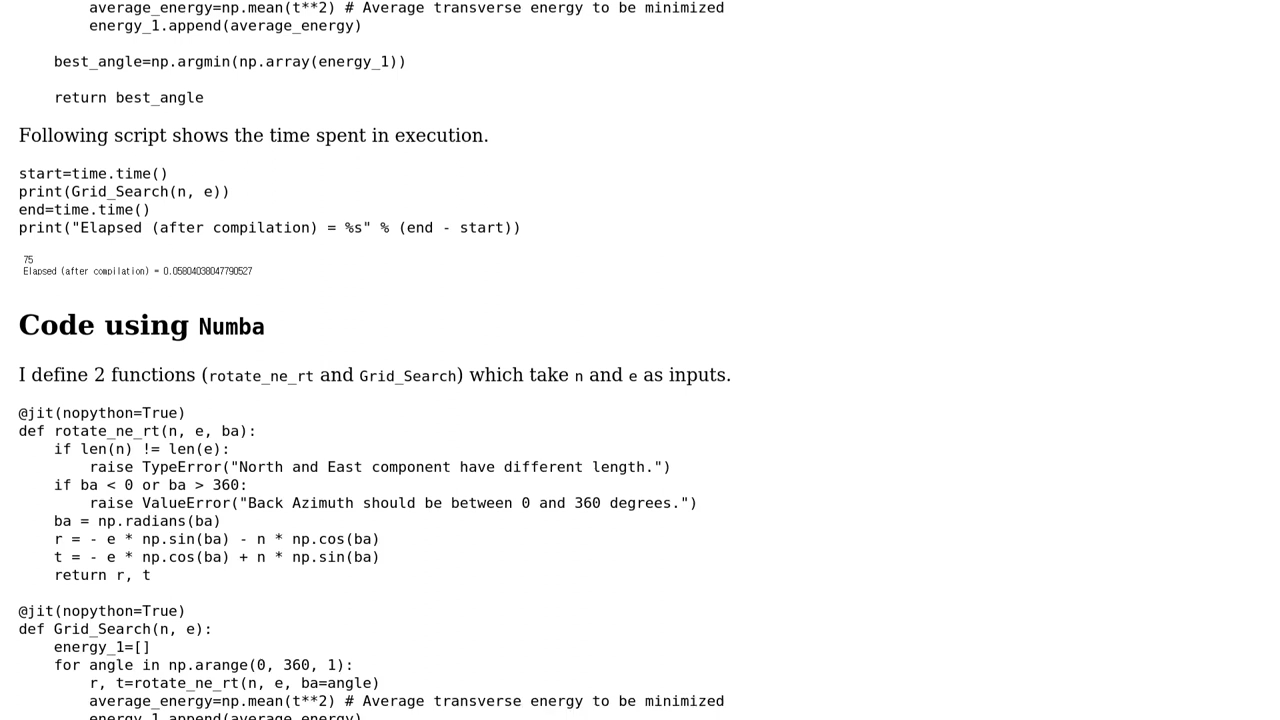 average_energy=np.mean(t**2) # Average transverse energy to be minimized
        energy_1.append(average_energy)
    best_angle=np.argmin(np.array(energy_1))
    return best_angle
Following script shows the time spent in execution.
start=time.time()
print(Grid_Search(n, e))
end=time.time()
print("Elapsed (after compilation) = %s" % (end - start))
75
Elapsed (after compilation) = 0.05804038047790527
Code using Numba
I define 2 functions (rotate_ne_rt and Grid_Search) which take n and e as inputs.
@jit(nopython=True)
def rotate_ne_rt(n, e, ba):
    if len(n) != len(e):
        raise TypeError("North and East component have different length.")
    if ba < 0 or ba > 360:
        raise ValueError("Back Azimuth should be between 0 and 360 degrees.")
    ba = np.radians(ba)
    r = - e * np.sin(ba) - n * np.cos(ba)
    t = - e * np.cos(ba) + n * np.sin(ba)
    return r, t
@jit(nopython=True)
def Grid_Search(n, e):
    energy_1=[]
    for angle in np.arange(0, 360, 1):
        r, t=rotate_ne_rt(n, e, ba=angle)
        average_energy=np.mean(t**2) # Average transverse energy to be minimized
        energy_1.append(average_energy)